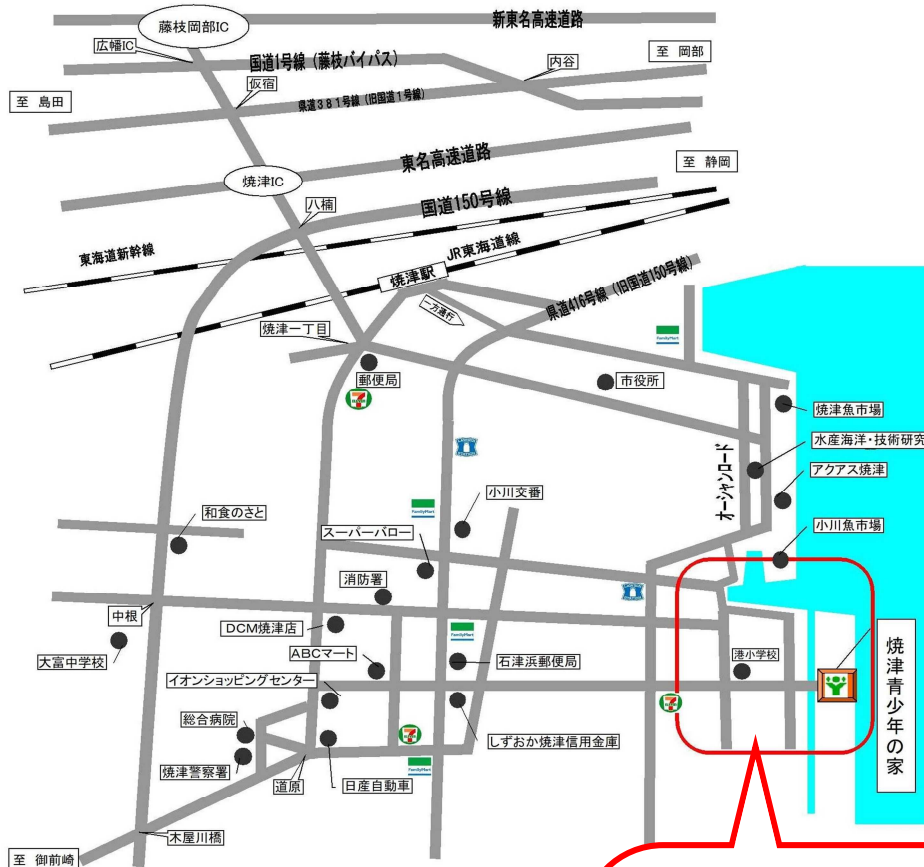 藤枝岡部IC
新東名高速道路
広幡IC
国道1号線（藤枝バイパス）
内谷
至 岡部
至 島田
仮宿
県道３８１号線（旧国道１号線）
東名高速道路
至 静岡
焼津IC
八楠
国道150号線
東海道新幹線
JR東海道線
焼津駅
県道416号線（旧国道150号線）
一方通行
焼津一丁目
FamilyMart
郵便局
市役所
焼津魚市場
水産海洋・技術研究
オーシャンロード
アクアス焼津
小川交番
FamilyMart
和食のさと
スーパーバロー
小川魚市場
消防署
中根
DCM焼津店
FamilyMart
大富中学校
ABCマート
石津浜郵便局
港小学校
焼津青少年の家
イオンショッピングセンター
総合病院
しずおか焼津信用金庫
焼津警察署
道原
日産自動車
FamilyMart
木屋川橋
至 御前崎